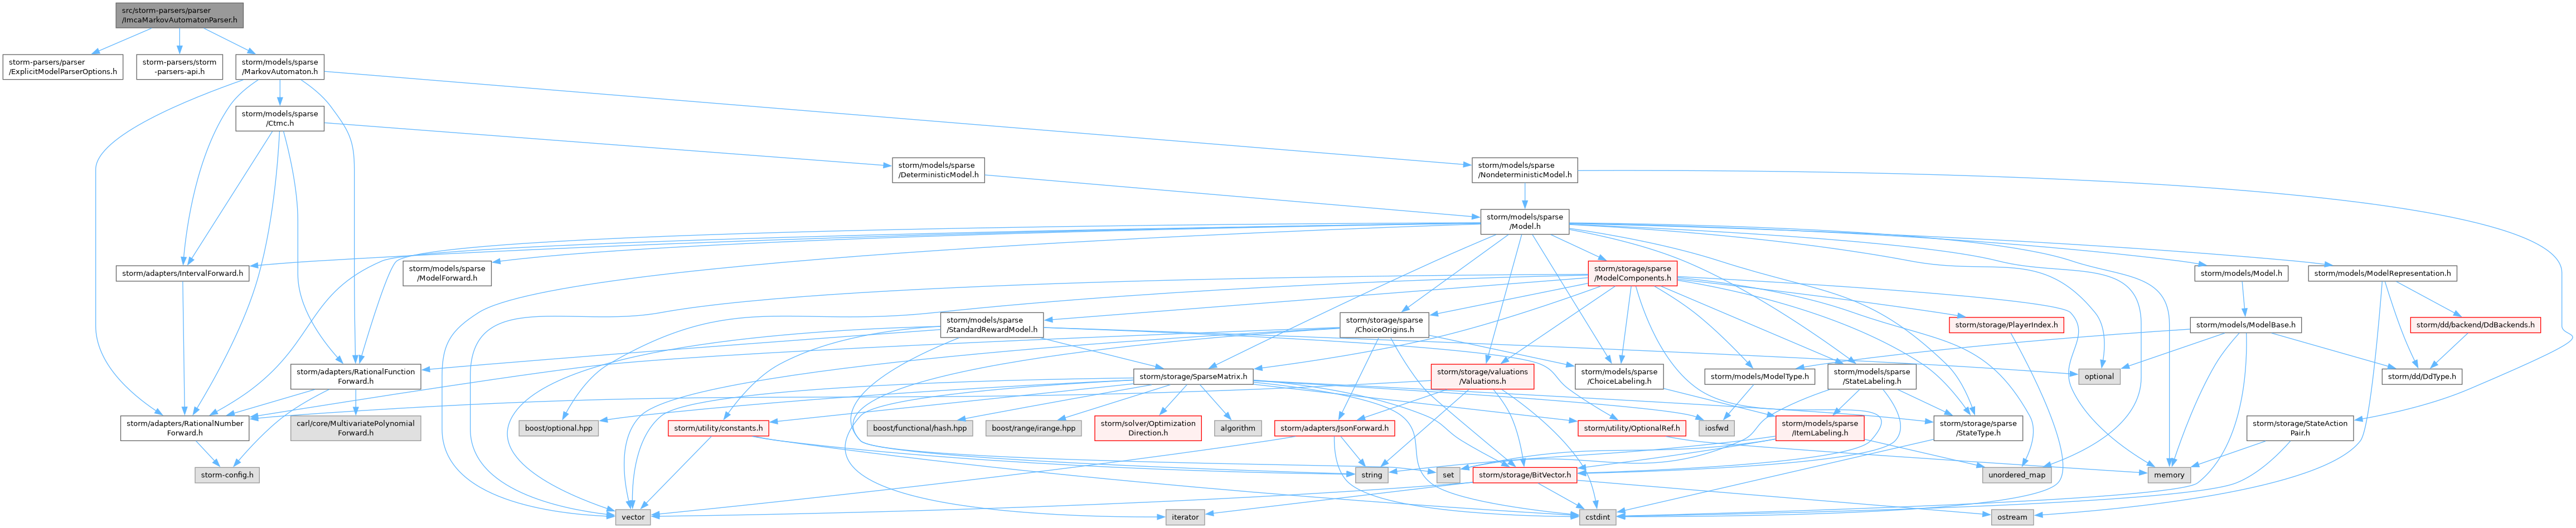 src/storm-parsers/parser
/ImcaMarkovAutomatonParser.h
storm-parsers/parser
/ExplicitModelParserOptions.h
storm-parsers/storm
-parsers-api.h
storm/models/sparse
/MarkovAutomaton.h
storm/models/sparse
/Ctmc.h
storm/models/sparse
/DeterministicModel.h
storm/models/sparse
/NondeterministicModel.h
storm/models/sparse
/Model.h
storm/adapters/IntervalForward.h
storm/models/sparse
/ModelForward.h
storm/storage/sparse
/ModelComponents.h
storm/models/Model.h
storm/models/ModelRepresentation.h
storm/models/sparse
/StandardRewardModel.h
storm/storage/sparse
/ChoiceOrigins.h
storm/storage/PlayerIndex.h
storm/models/ModelBase.h
storm/dd/backend/DdBackends.h
storm/adapters/RationalFunction
Forward.h
storm/storage/SparseMatrix.h
storm/storage/valuations
/Valuations.h
storm/models/sparse
/ChoiceLabeling.h
storm/models/ModelType.h
storm/models/sparse
/StateLabeling.h
optional
storm/dd/DdType.h
storm/adapters/RationalNumber
Forward.h
carl/core/MultivariatePolynomial
Forward.h
boost/optional.hpp
storm/utility/constants.h
boost/functional/hash.hpp
boost/range/irange.hpp
storm/solver/Optimization
Direction.h
algorithm
storm/adapters/JsonForward.h
storm/utility/OptionalRef.h
iosfwd
storm/models/sparse
/ItemLabeling.h
storm/storage/sparse
/StateType.h
storm/storage/StateAction
Pair.h
storm-config.h
string
set
storm/storage/BitVector.h
unordered_map
memory
vector
iterator
cstdint
ostream